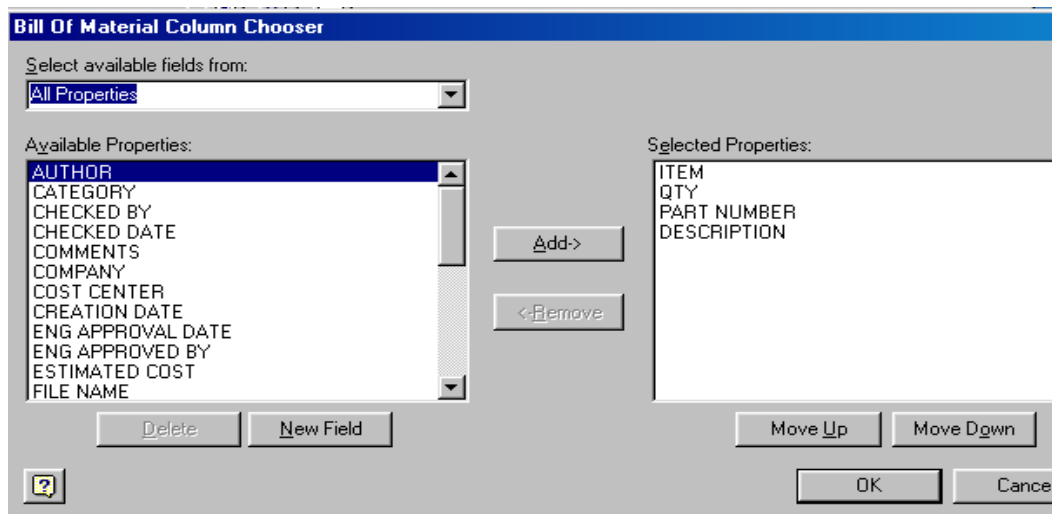 Bill Of Material Column Chooser
Select available fields from:
All Properties
Available Properties:
AUTHOR
CATEGORY
CHECKED BY
CHECKED DATE
COMMENTS
COMPANY
COST CENTER
CREATION DATE
ENG APPROVAL DATE
ENG APPROVED BY
ESTIMATED COST
FILE NAME
Delete
New Field
Add->
<-Remove
Selected Properties:
ITEM
QTY
PART NUMBER
DESCRIPTION
Move Up
Move Down
OK
Cance